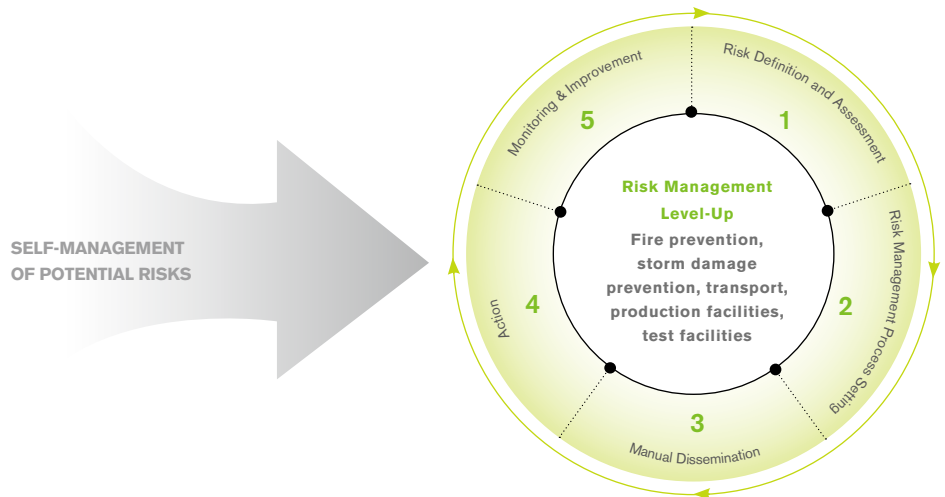 SELF-MANAGEMENT
OF POTENTIAL RISKS
Risk Definition and Assessment
1
Risk Management Process Setting
2
Manual Dissemination
3
Action
4
Monitoring & Improvement
5
Risk Management
Level-Up
Fire prevention,
storm damage
prevention, transport,
production facilities,
test facilities